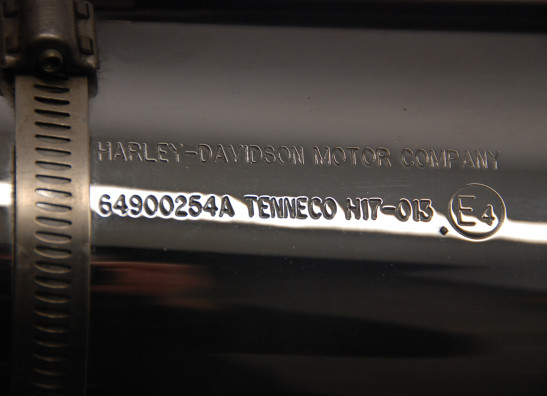 HARLEY-DAVIDSON MOTOR COMPANY
64900254A TENNECO H17-013 E4